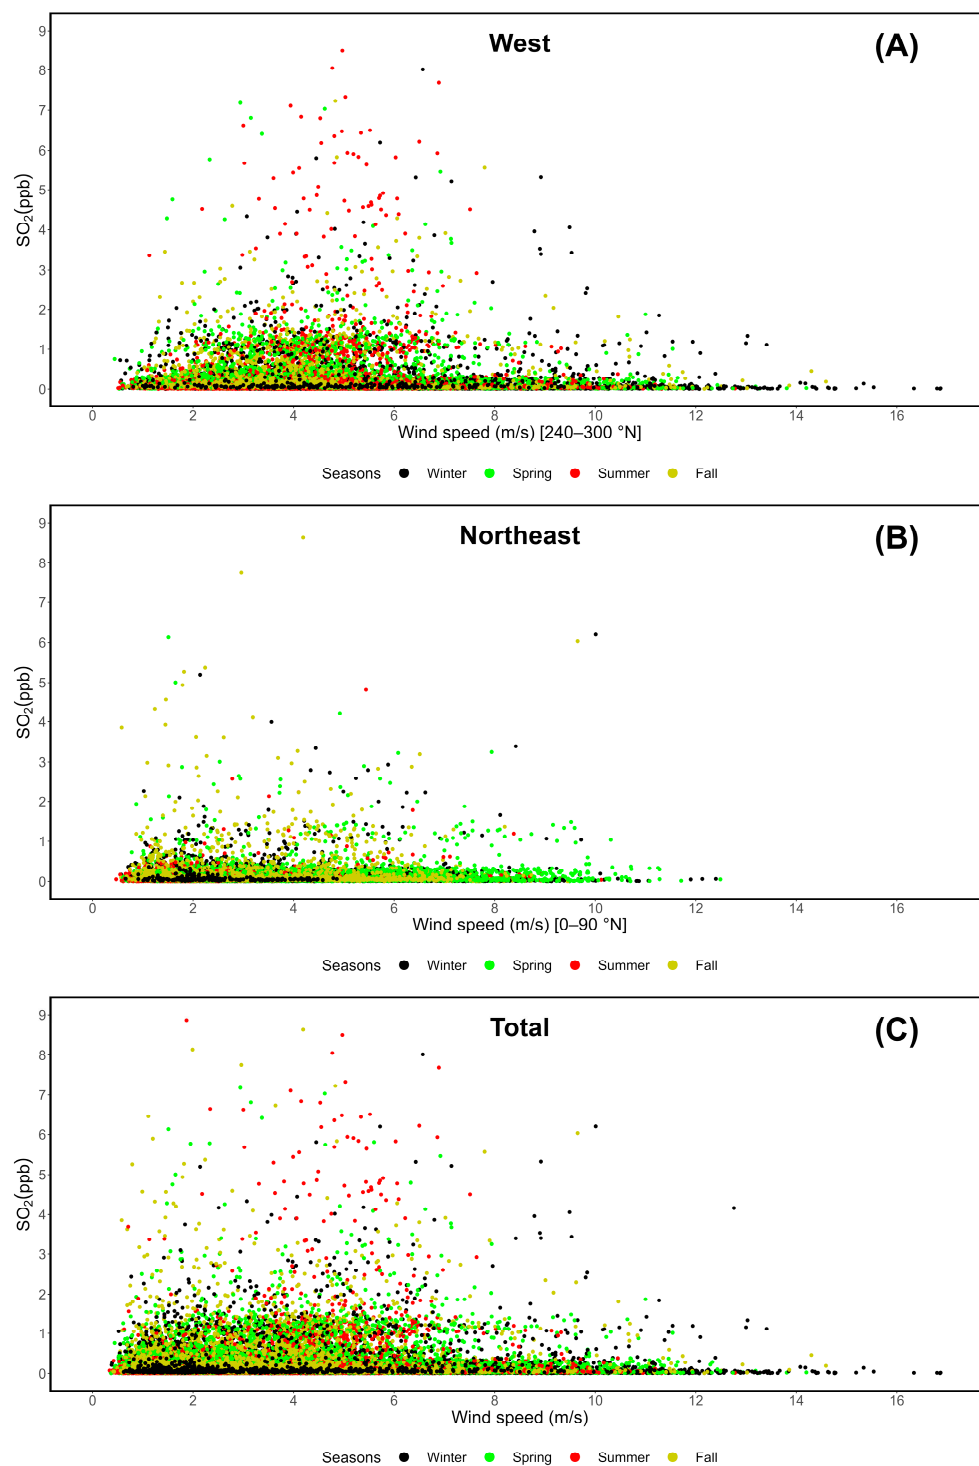 West
(A)
9
8
7
6
5
4
3
2
1
0
SO₂(ppb)
0 2 4 6 8 10 12 14 16
Wind speed (m/s) [240–300 °N]
Seasons Winter Spring Summer Fall
Northeast
(B)
9
8
7
6
5
4
3
2
1
0
SO₂(ppb)
0 2 4 6 8 10 12 14 16
Wind speed (m/s) [0–90 °N]
Seasons Winter Spring Summer Fall
Total
(C)
9
8
7
6
5
4
3
2
1
0
SO₂(ppb)
0 2 4 6 8 10 12 14 16
Wind speed (m/s)
Seasons Winter Spring Summer Fall